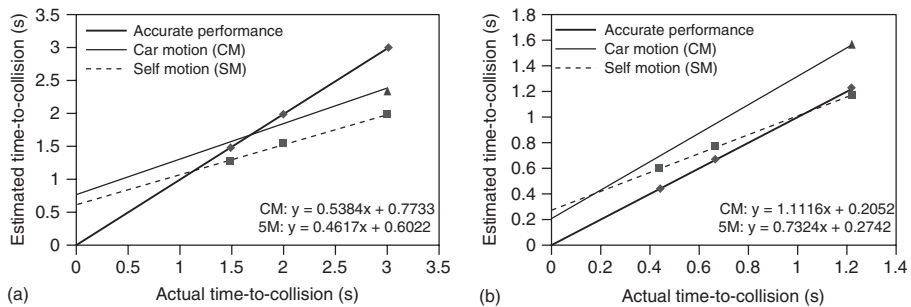 Estimated time-to-collision (s)
3.5
3
2.5
2
1.5
1
0.5
0
Accurate performance
Car motion (CM)
Self motion (SM)
CM: y = 0.5384x + 0.7733
5M: y = 0.4617x + 0.6022
0 0.5 1 1.5 2 2.5 3 3.5
(a) Actual time-to-collision (s)
Estimated time-to-collision (s)
1.8
1.6
1.4
1.2
1.0
0.8
0.6
0.4
0.2
0
Accurate performance
Car motion (CM)
Self motion (SM)
CM: y = 1.1116x + 0.2052
5M: y = 0.7324x + 0.2742
0 0.2 0.4 0.6 0.8 1.0 1.2 1.4
(b) Actual time-to-collision (s)